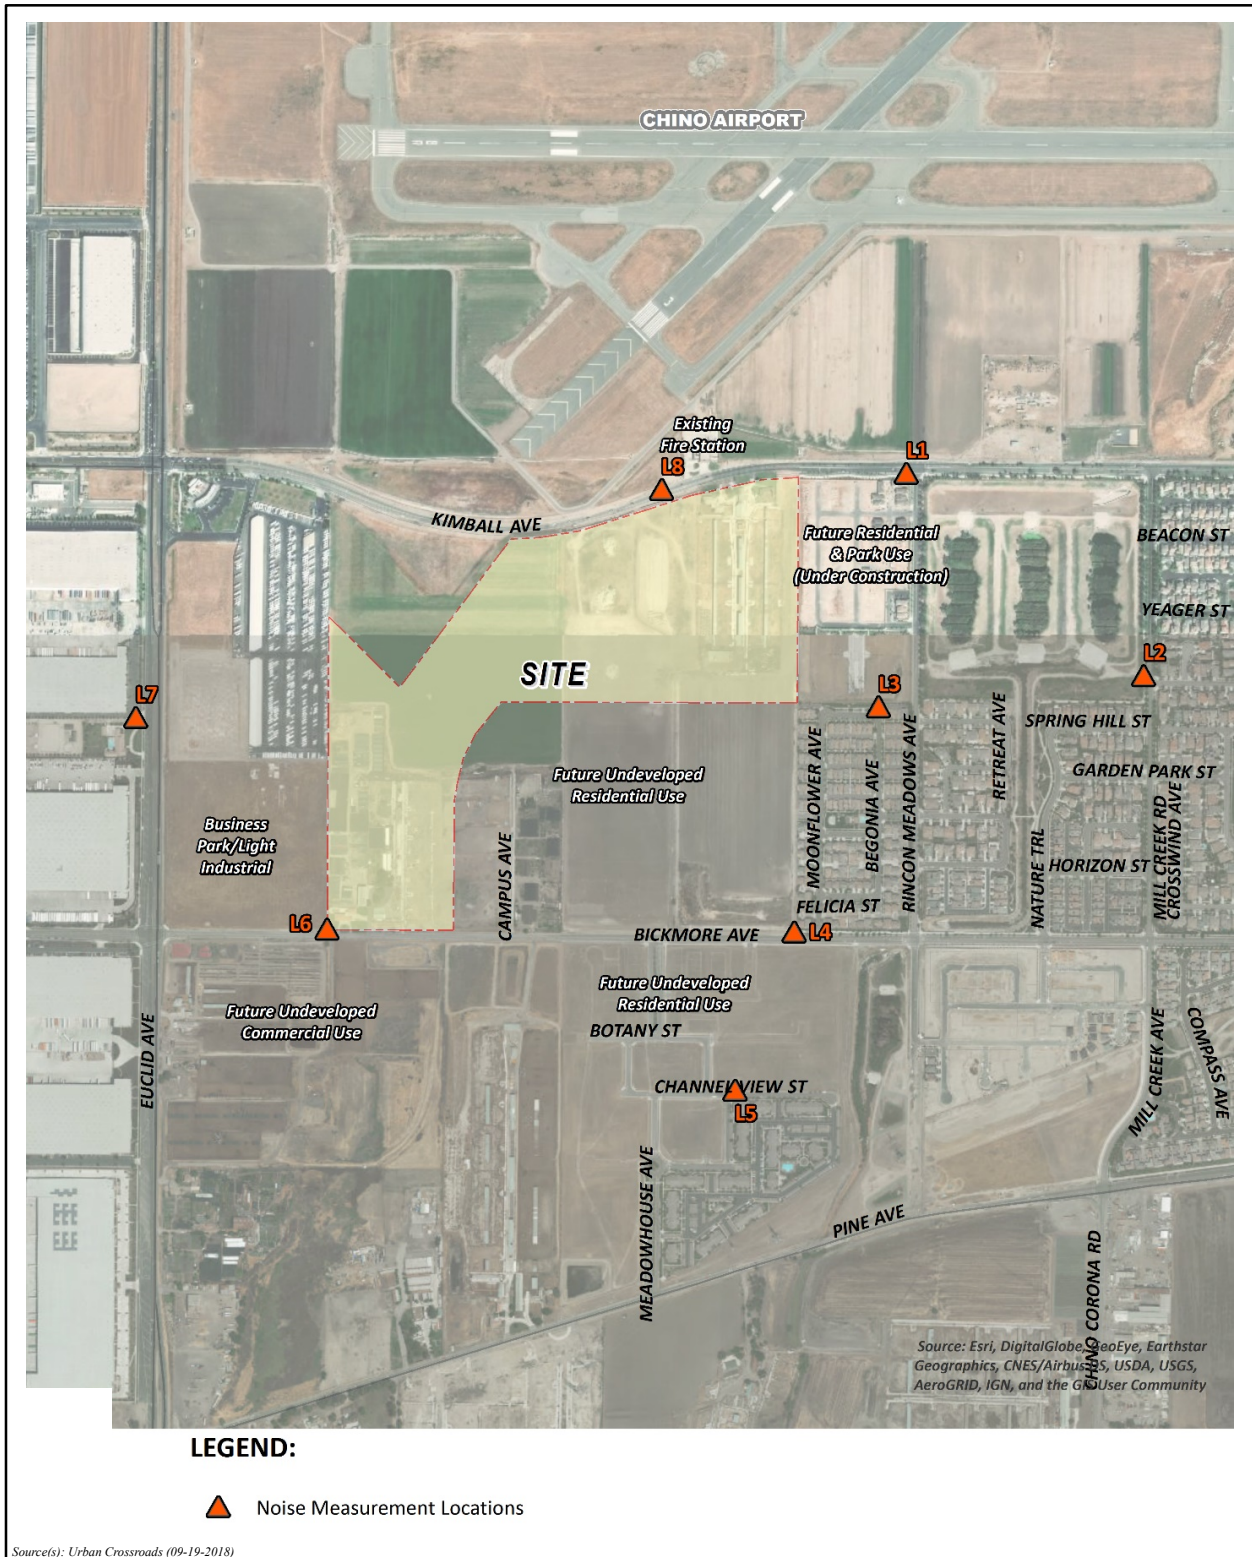 CHINO AIRPORT
Existing
Fire Station
L8
L1
KIMBALL AVE
Future Residential
& Park Use
(Under Construction)
BEACON ST
YEAGER ST
SITE
L2
L7
L3
SPRING HILL ST
RETREAT AVE
GARDEN PARK ST
Future Undeveloped
Residential Use
MOONFLOWER AVE
BEGONIA AVE
RINCON MEADOWS AVE
Business
Park/Light
Industrial
CAMPUS AVE
NATURE TRL
HORIZON ST
MILL CREEK RD
CROSSWIND AVE
FELICIA ST
L6
BICKMORE AVE
L4
Future Undeveloped
Residential Use
Future Undeveloped
Commercial Use
BOTANY ST
EUCLID AVE
CHANNEL VIEW ST
L5
MILL CREEK AVE
COMPASS AVE
MEADOWHOUSE AVE
PINE AVE
CHINO CORONA RD
Source: Esri, DigitalGlobe, GeoEye, Earthstar
Geographics, CNES/Airbus DS, USDA, USGS,
AeroGRID, IGN, and the GIS User Community
LEGEND:
Noise Measurement Locations
Source(s): Urban Crossroads (09-19-2018)